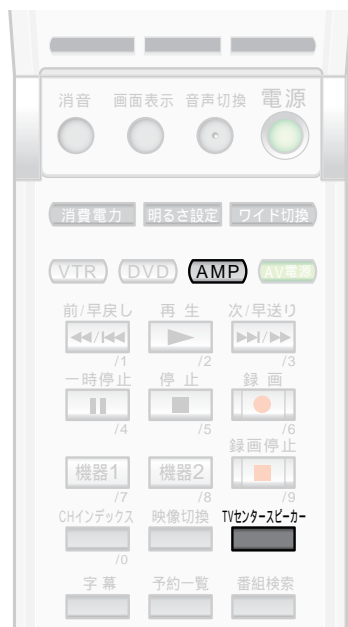 消音 画面表示 音声切換 電源
消費電力 明るさ設定 ワイド切換
VTR DVD AMP AV電源
前/早戻し 再生 次/早送り
/1 /2 /3
一時停止 停止 録画
/4 /5 /6
録画停止
機器1 機器2
/7 /8 /9
CHインデックス 映像切換 TVセンタースピーカー
/0
字幕 予約一覧 番組検索